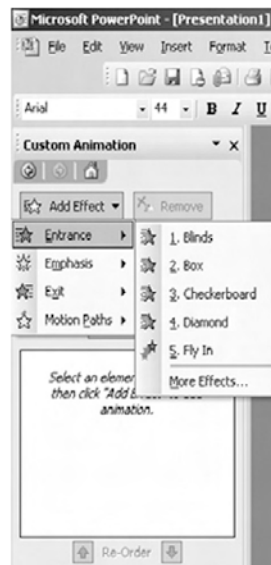 Microsoft PowerPoint - [Presentation1]
File Edit View Insert Format
Arial 44 B I U
Custom Animation
Add Effect Remove
Entrance
Emphasis
Exit
Motion Paths
1. Blinds
2. Box
3. Checkerboard
4. Diamond
5. Fly In
More Effects...
Select an elemen
then click "Add E
animation.
Re-Order